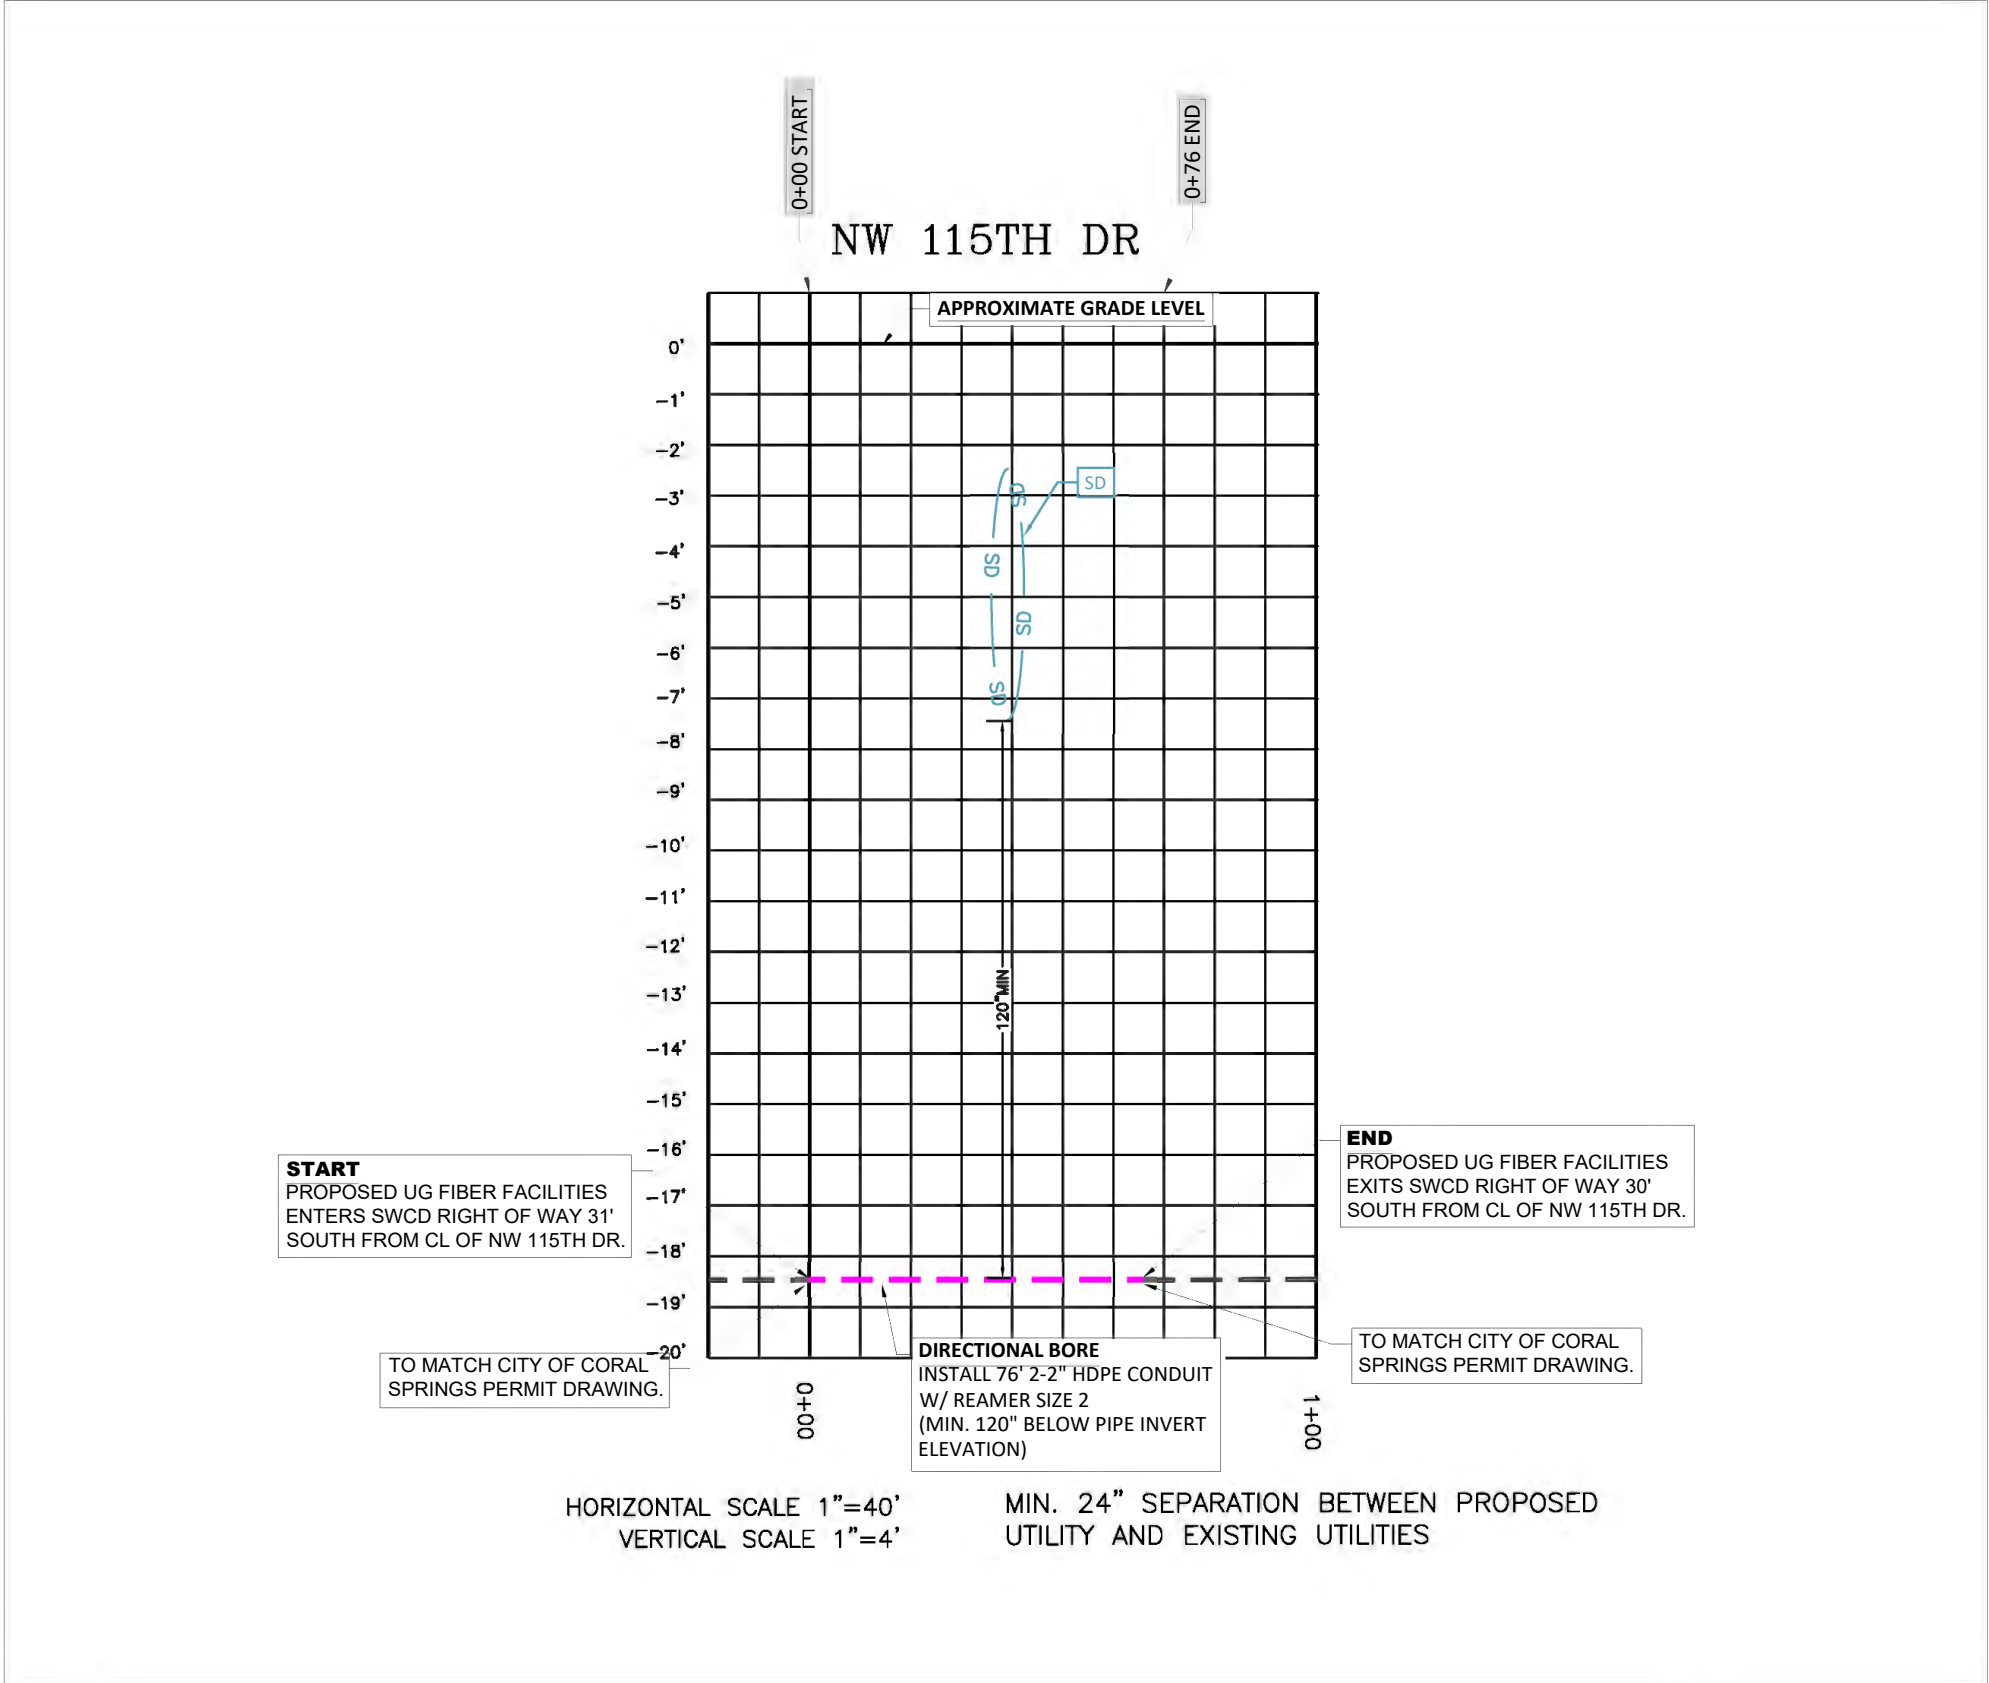 0+00 START
0+76 END
NW 115TH DR
APPROXIMATE GRADE LEVEL
0'
-1'
-2'
-3'
-4'
-5'
-6'
-7'
-8'
-9'
-10'
-11'
-12'
-13'
-14'
-15'
-16'
-17'
-18'
-19'
-20'
SD
SD
SD
SD
SD
120"MIN
START
PROPOSED UG FIBER FACILITIES
ENTERS SWCD RIGHT OF WAY 31'
SOUTH FROM CL OF NW 115TH DR.
END
PROPOSED UG FIBER FACILITIES
EXITS SWCD RIGHT OF WAY 30'
SOUTH FROM CL OF NW 115TH DR.
TO MATCH CITY OF CORAL
SPRINGS PERMIT DRAWING.
DIRECTIONAL BORE
INSTALL 76' 2-2" HDPE CONDUIT
W/ REAMER SIZE 2
(MIN. 120" BELOW PIPE INVERT
ELEVATION)
TO MATCH CITY OF CORAL
SPRINGS PERMIT DRAWING.
0+00
1+00
HORIZONTAL SCALE 1"=40'
VERTICAL SCALE 1"=4'
MIN. 24" SEPARATION BETWEEN PROPOSED
UTILITY AND EXISTING UTILITIES